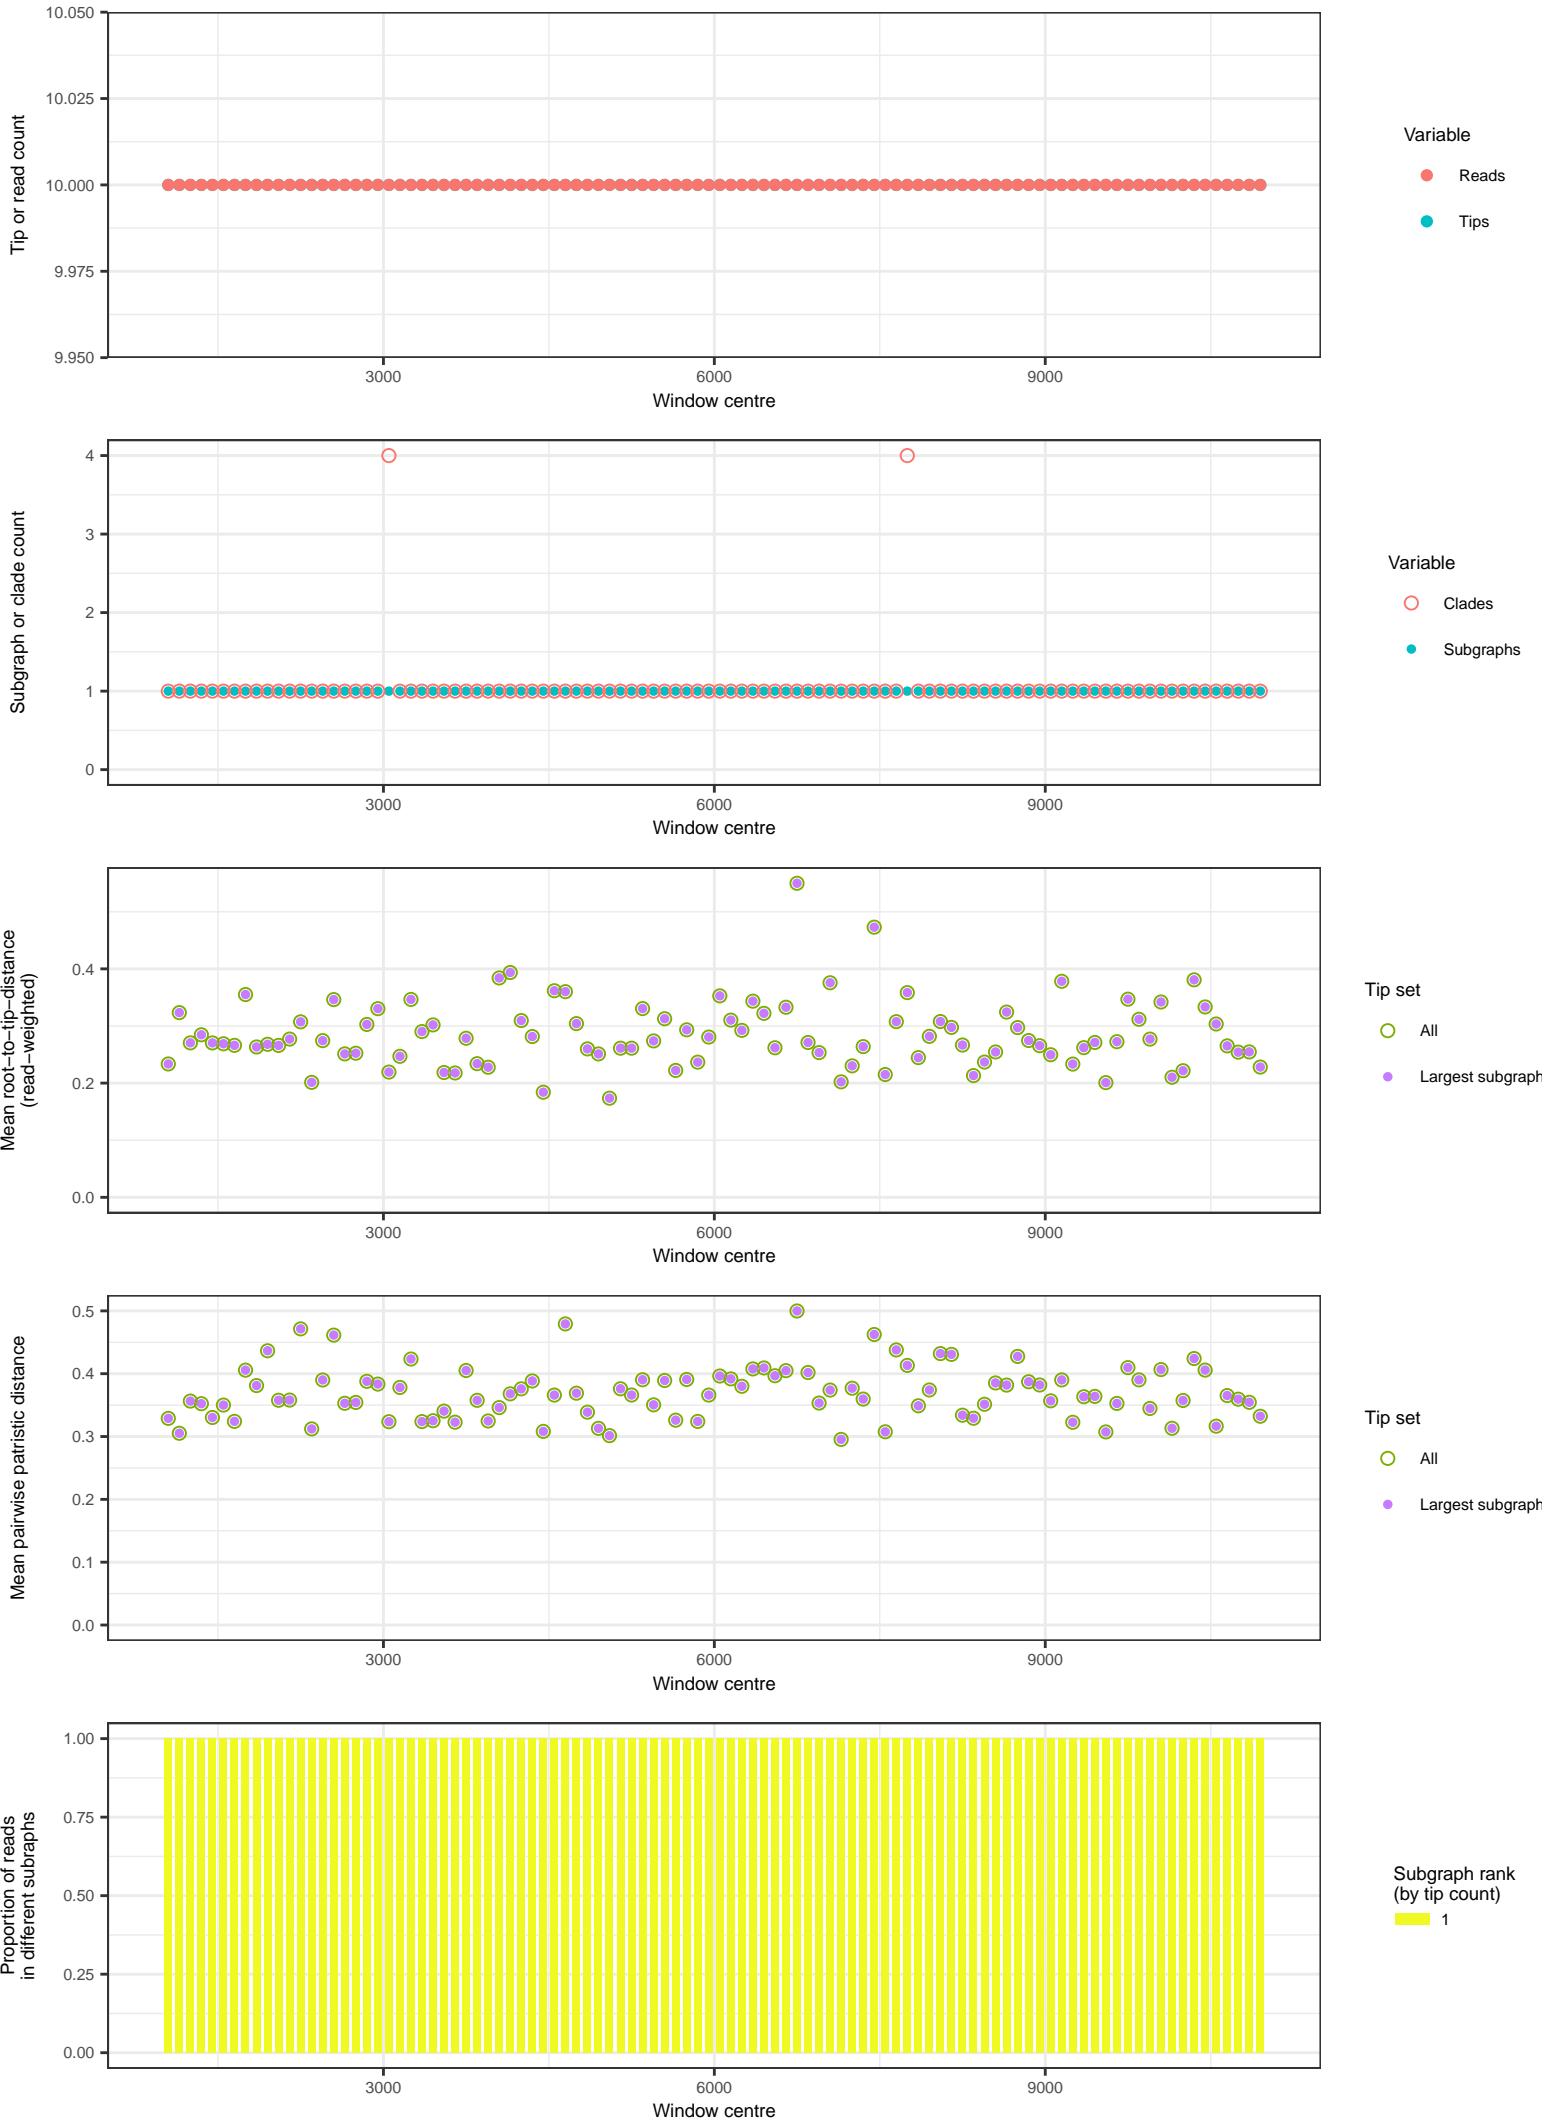 10.050
10.025
10.000
9.975
9.950
Tip or read count
3000 6000 9000
Window centre
Variable
Reads
Tips
4
3
2
1
0
Subgraph or clade count
3000 6000 9000
Window centre
Variable
Clades
Subgraphs
0.4
0.2
0.0
Mean root−to−tip−distance
(read−weighted)
3000 6000 9000
Window centre
Tip set
All
Largest subgraph
0.5
0.4
0.3
0.2
0.1
0.0
Mean pairwise patristic distance
3000 6000 9000
Window centre
Tip set
All
Largest subgraph
1.00
0.75
0.50
0.25
0.00
Proportion of reads
in different subraphs
3000 6000 9000
Window centre
Subgraph rank
(by tip count)
1